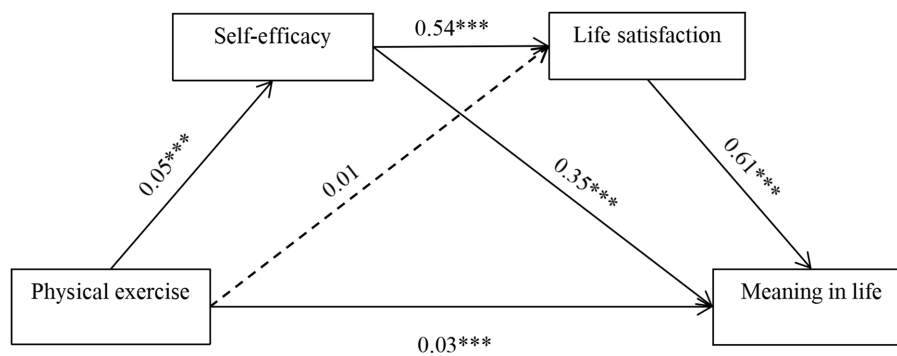 Self-efficacy
0.54***
Life satisfaction
0.05***
0.01
0.35***
0.61***
Physical exercise
Meaning in life
0.03***